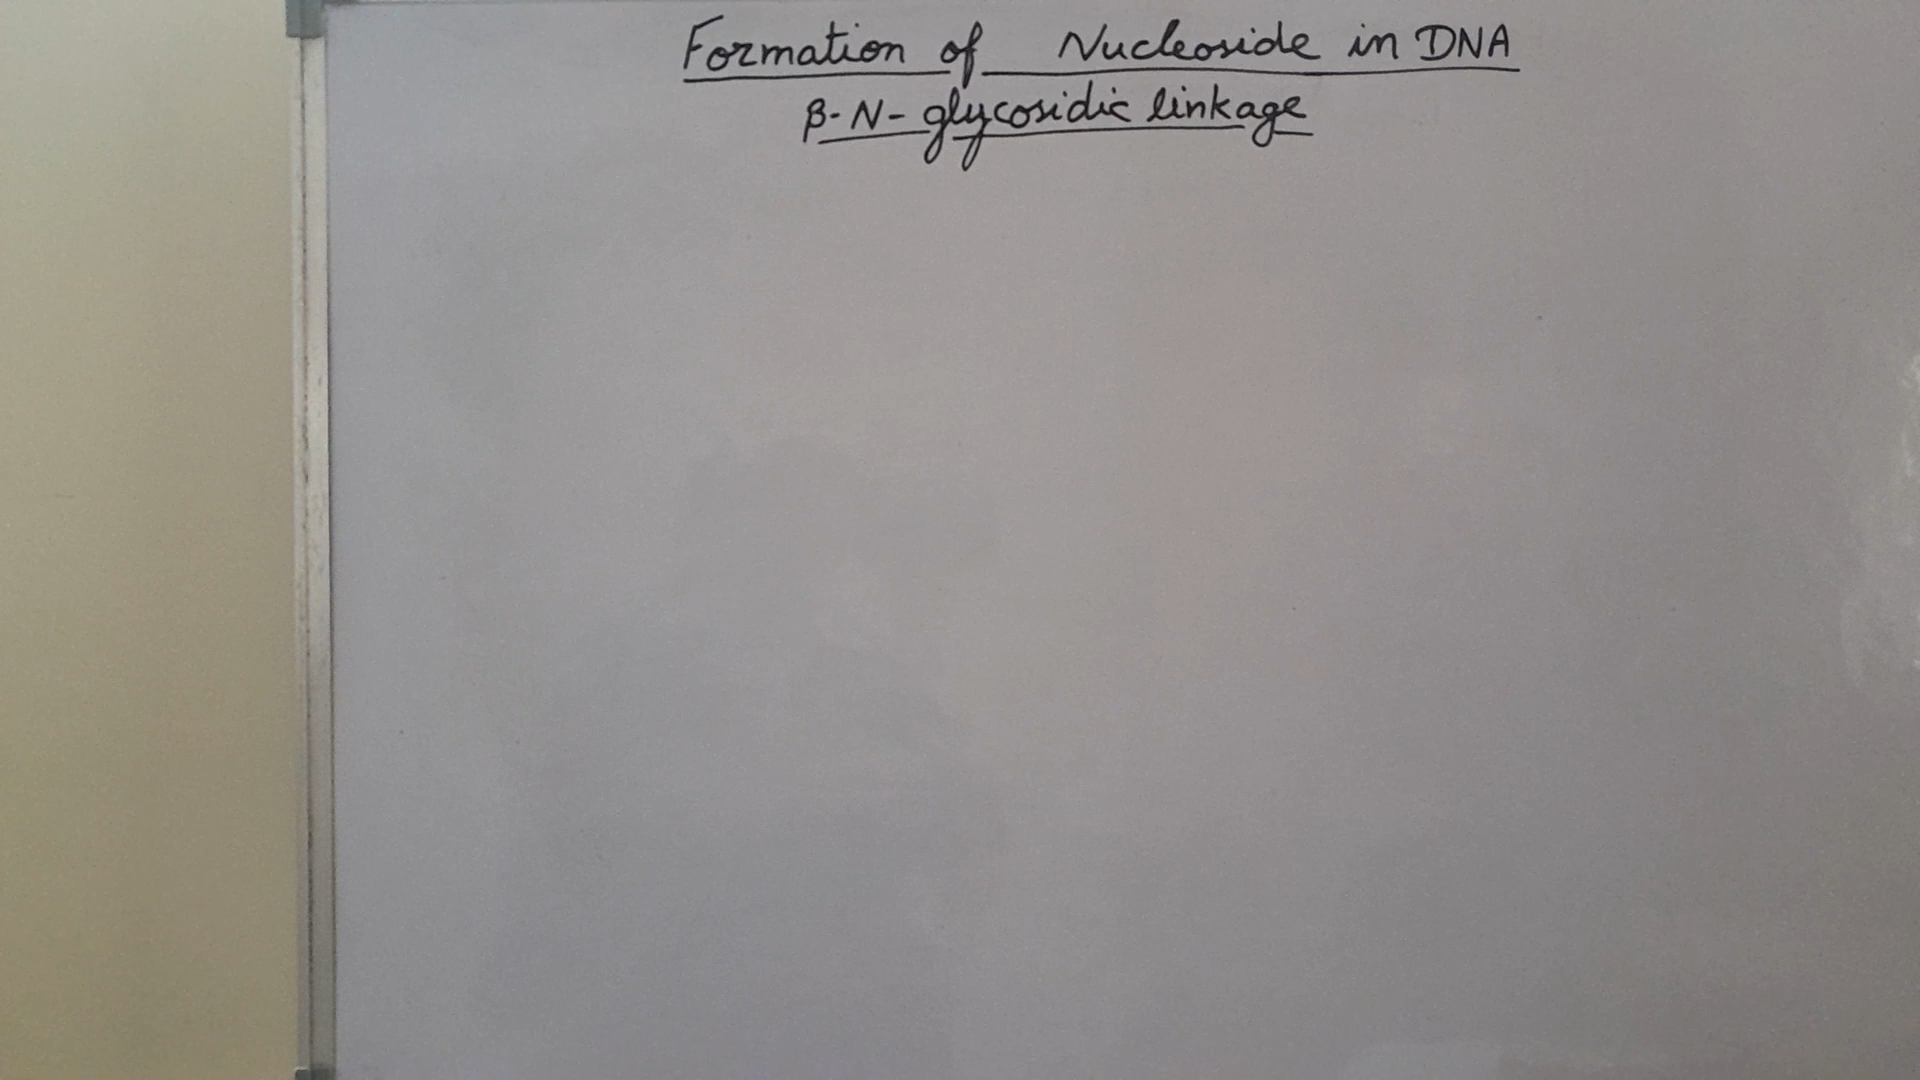 Formation of Nucleoside in DNA
β-N-glycosidic linkage